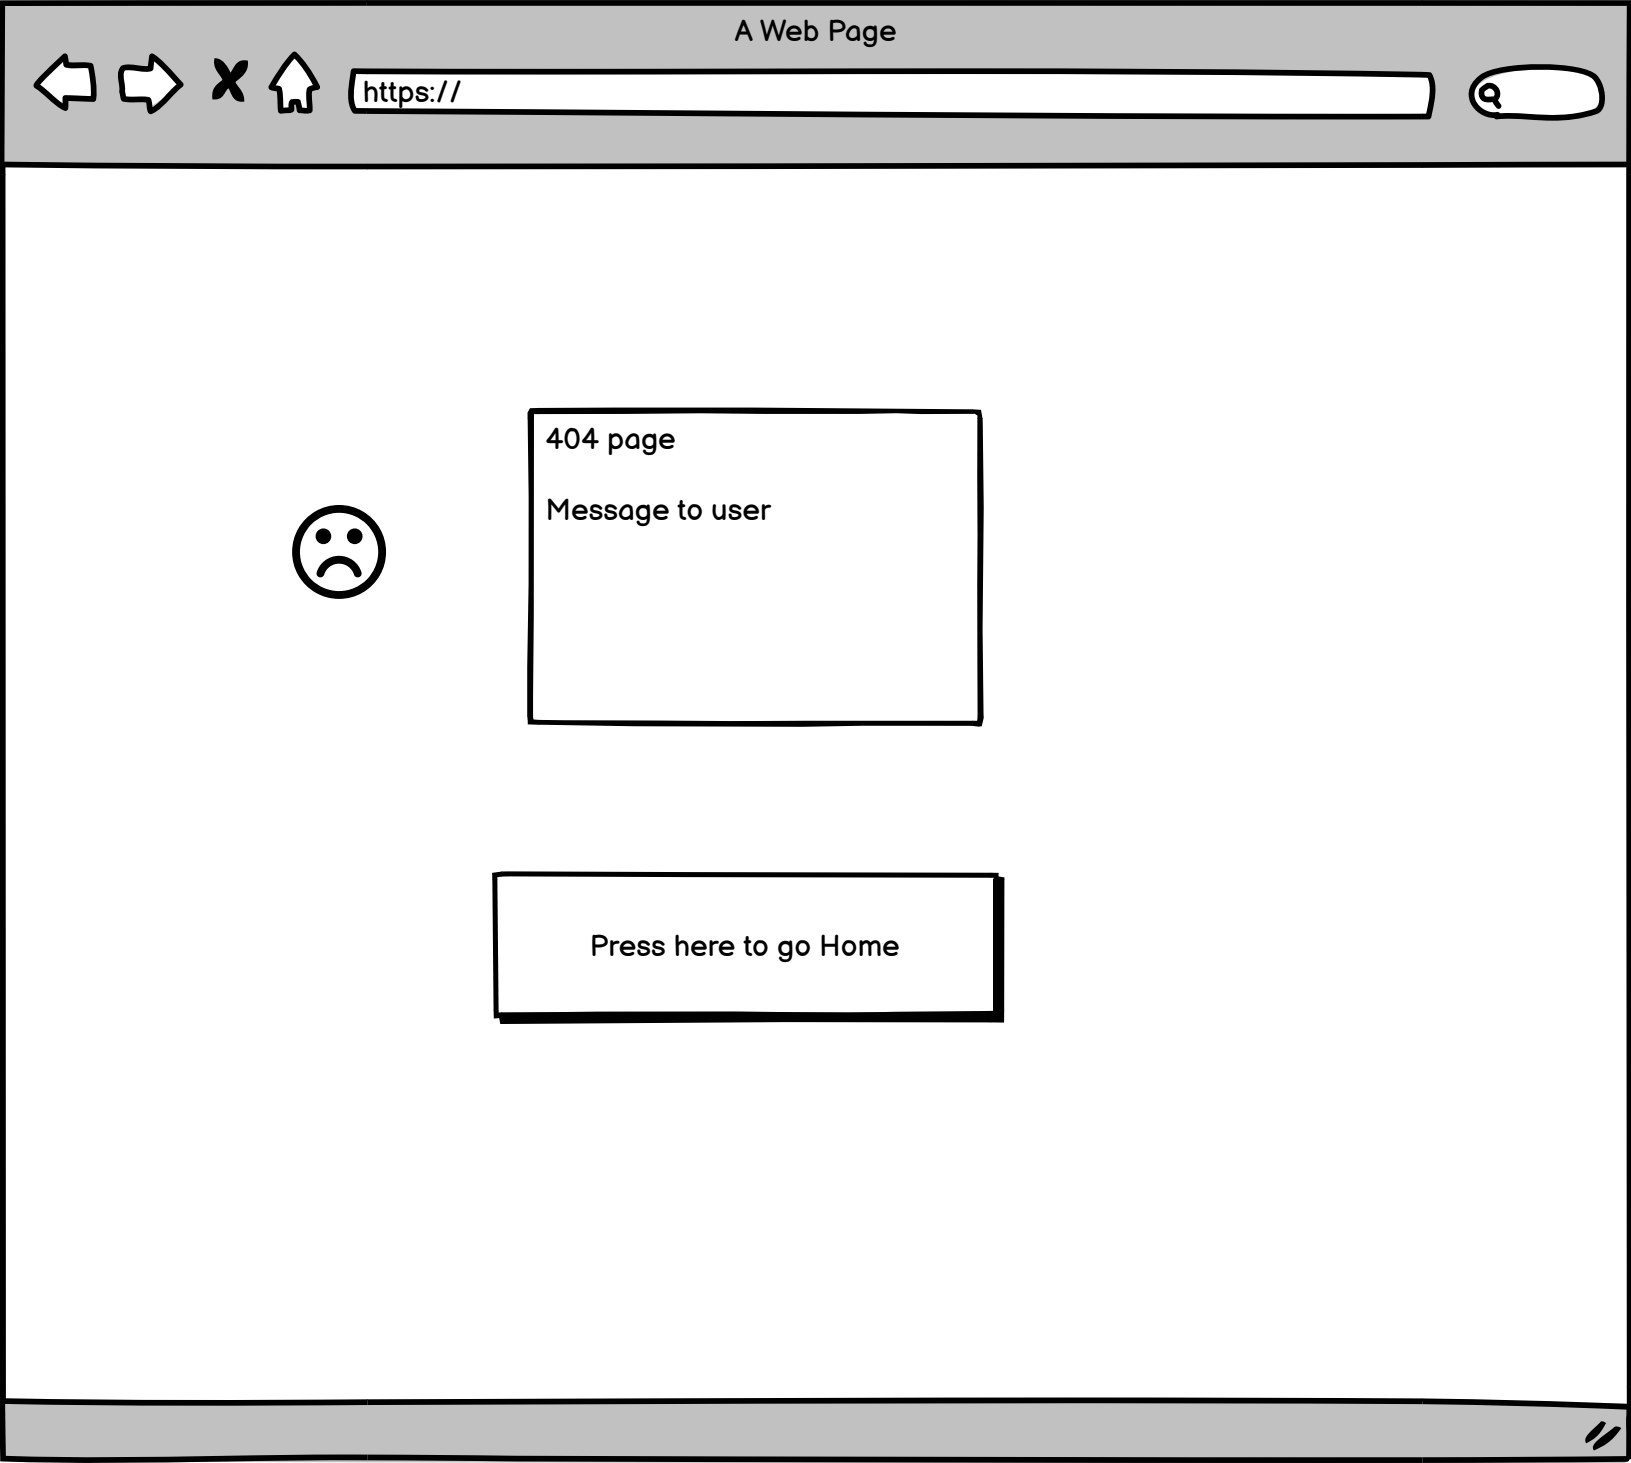 A Web Page
https://
404 page
Message to user
Press here to go Home